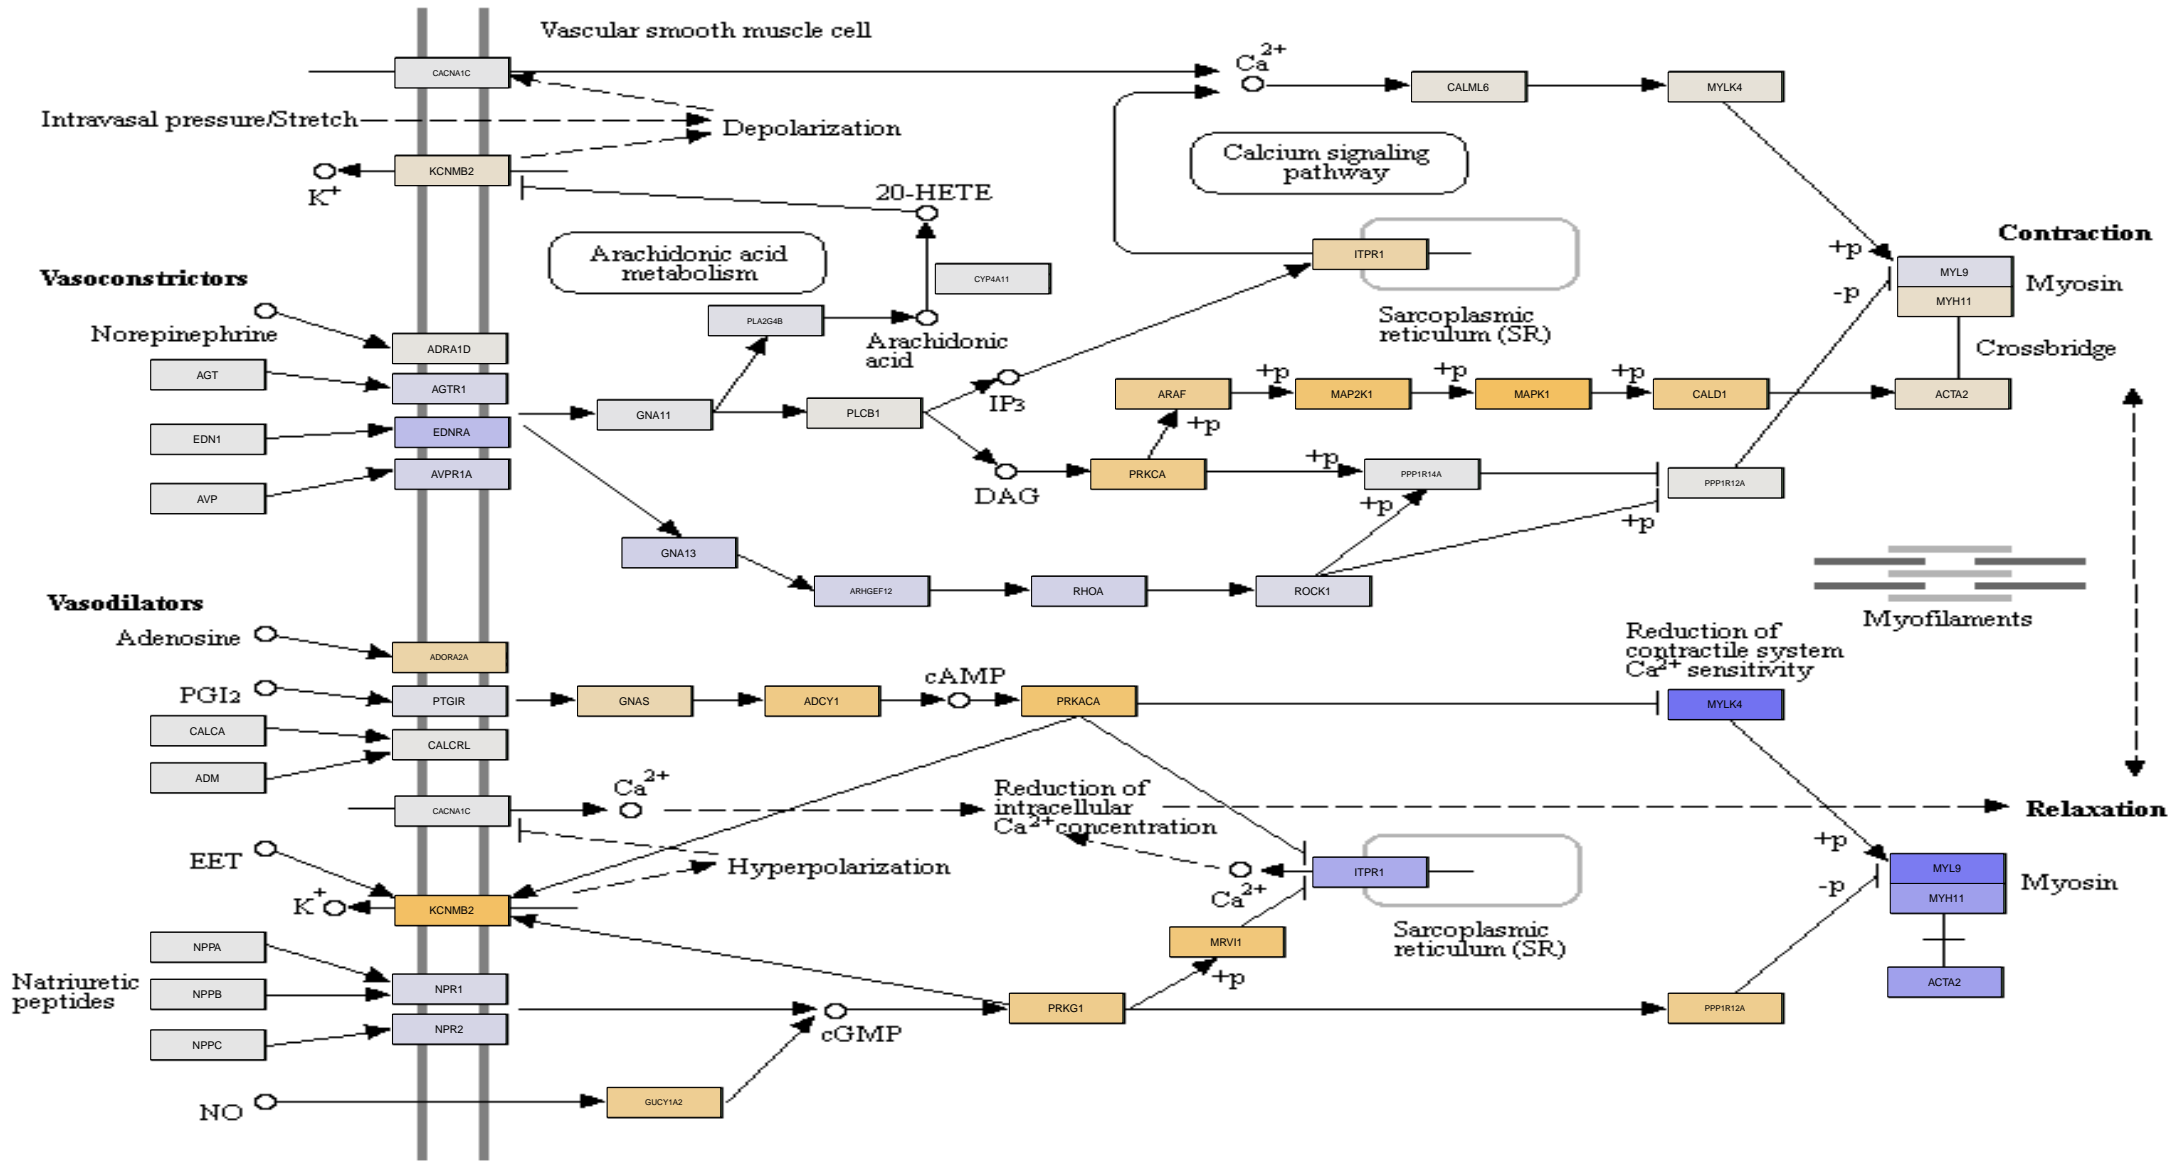 Vascular smooth muscle cell
CACNA1C
Ca2+
CALML6
MYLK4
Intravasal pressure/Stretch
Depolarization
KCNMB2
K+
20-HETE
Calcium signaling
pathway
Arachidonic acid
metabolism
CYP4A11
ITPR1
Sarcoplasmic
reticulum (SR)
+p
-p
Contraction
MYL9
MYH11
Myosin
Crossbridge
Vasoconstrictors
Norepinephrine
ADRA1D
AGT
AGTR1
EDN1
EDNRA
AVP
AVPR1A
PLA2G4B
Arachidonic
acid
GNA11
PLCB1
IP3
DAG
ARAF
+p
MAP2K1
+p
MAPK1
+p
CALD1
ACTA2
+p
PRKCA
+p
PPP1R14A
PPP1R12A
+p
+p
GNA13
ARHGEF12
RHOA
ROCK1
Myofilaments
Vasodilators
Adenosine
ADORA2A
PGI2
PTGIR
GNAS
ADCY1
cAMP
PRKACA
Reduction of
contractile system
Ca2+ sensitivity
MYLK4
CALCA
CALCRL
ADM
CACNA1C
Ca2+
Reduction of
intracellular
Ca2+concentration
Relaxation
EET
Hyperpolarization
K+
KCNMB2
Ca2+
ITPR1
+p
-p
MYL9
MYH11
Myosin
MRVI1
Sarcoplasmic
reticulum (SR)
+p
ACTA2
NPPA
Natriuretic
peptides
NPPB
NPR1
NPPC
NPR2
cGMP
PRKG1
PPP1R12A
NO
GUCY1A2